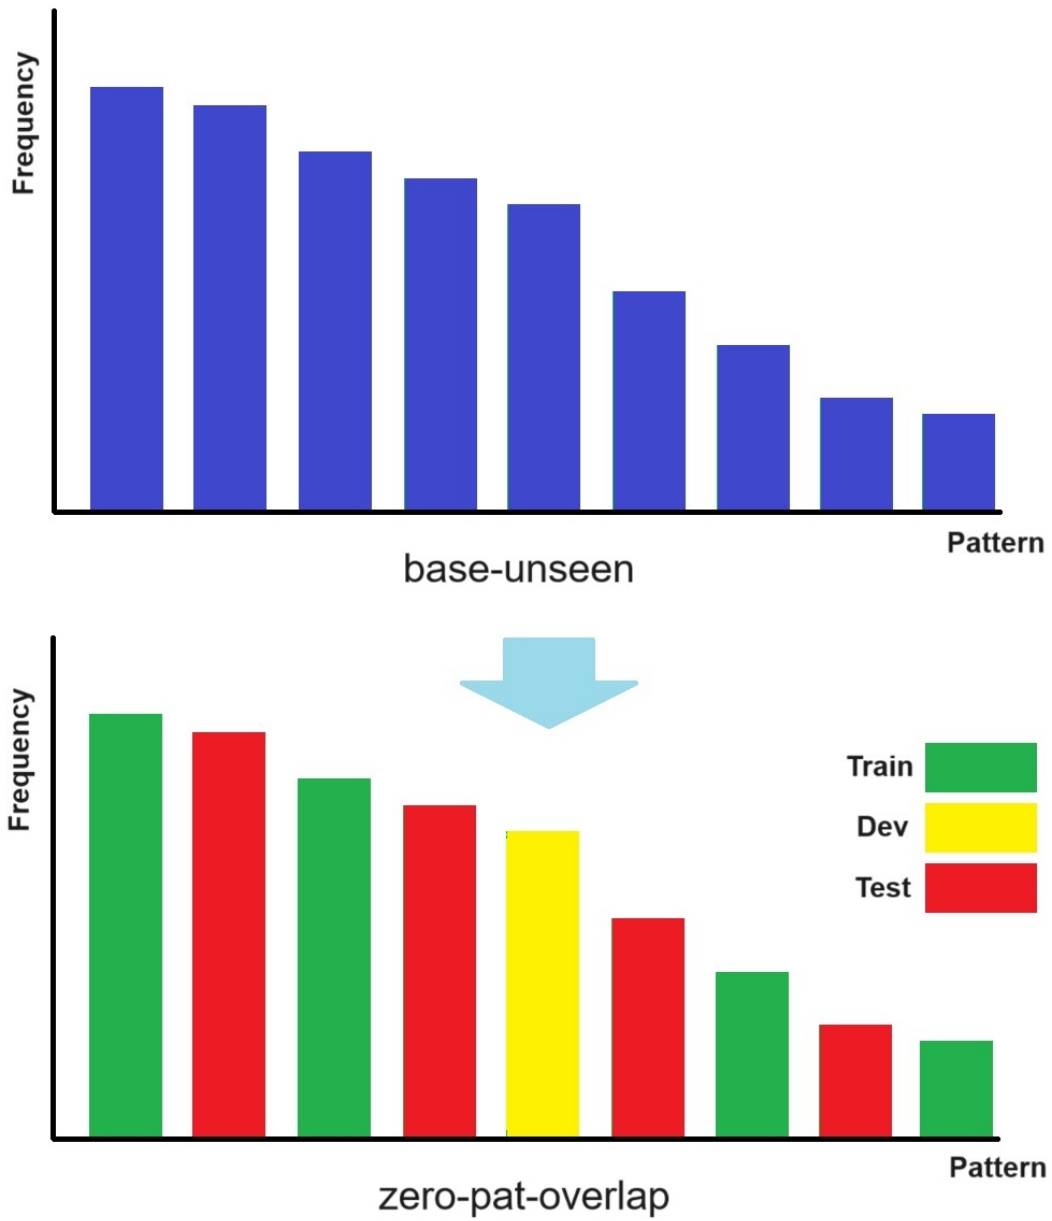 Frequency
Pattern
base-unseen
Frequency
Train
Dev
Test
Pattern
zero-pat-overlap